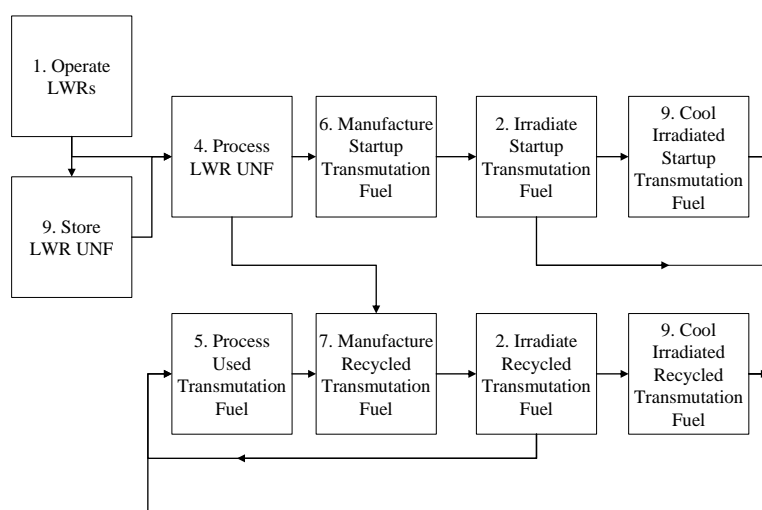 1. Operate
LWRs
4. Process
LWR UNF
6. Manufacture
Startup
Transmutation
Fuel
2. Irradiate
Startup
Transmutation
Fuel
9. Cool
Irradiated
Startup
Transmutation
Fuel
9. Store
LWR UNF
5. Process
Used
Transmutation
Fuel
7. Manufacture
Recycled
Transmutation
Fuel
2. Irradiate
Recycled
Transmutation
Fuel
9. Cool
Irradiated
Recycled
Transmutation
Fuel